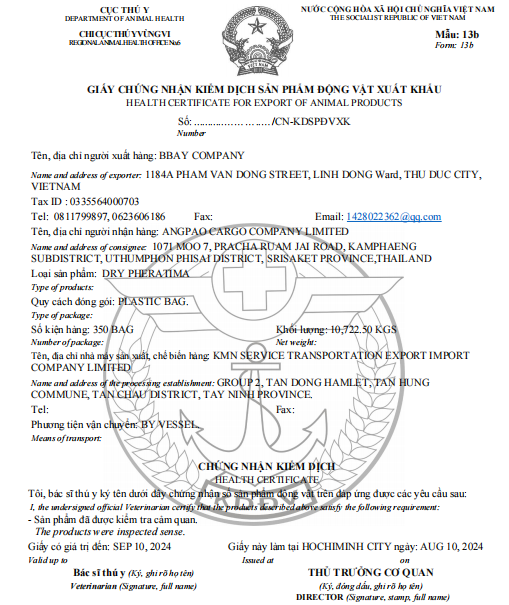 CỤC THÚ Y
DEPARTMENT OF ANIMAL HEALTH
CHI CỤC THÚ Y VÙNG VI
REGIONAL ANIMAL HEALTH OFFICE No6
NƯỚC CỘNG HÒA XÃ HỘI CHỦ NGHĨA VIỆT NAM
THE SOCIALIST REPUBLIC OF VIETNAM
Mẫu: 13b
Form: 13b
GIẤY CHỨNG NHẬN KIỂM DỊCH SẢN PHẨM ĐỘNG VẬT XUẤT KHẨU
HEALTH CERTIFICATE FOR EXPORT OF ANIMAL PRODUCTS
Số: ...................... /CN-KDSPĐVXK
Number
Tên, địa chỉ người xuất hàng: BBAY COMPANY
Name and address of exporter: 1184A PHAM VAN DONG STREET, LINH DONG Ward, THU DUC CITY,
VIETNAM
Tax ID : 0335564000703
Tel: 0811799897, 0623606186 Fax: Email: 1428022362@qq.com
Tên, địa chỉ người nhận hàng: ANGPAO CARGO COMPANY LIMITED
Name and address of consignee: 1071 MOO 7, PRACHA RUAM JAI ROAD, KAMPHAENG
SUBDISTRICT, UTHUMPHON PHISAI DISTRICT, SRISAKET PROVINCE,THAILAND
Loại sản phẩm: DRY PHERATIMA
Type of products:
Quy cách đóng gói: PLASTIC BAG.
Type of package:
Số kiện hàng: 350 BAG Khối lượng: 10,722.50 KGS
Number of package: Net weight:
Tên, địa chỉ nhà máy sản xuất, chế biến hàng: KMN SERVICE TRANSPORTATION EXPORT IMPORT
COMPANY LIMITED
Name and address of the processing establishment: GROUP 2, TAN DONG HAMLET, TAN HUNG
COMMUNE, TAN CHAU DISTRICT, TAY NINH PROVINCE.
Tel: Fax:
Phương tiện vận chuyển: BY VESSEL.
Means of transport:
CHỨNG NHẬN KIỂM DỊCH
HEALTH CERTIFICATE
Tôi, bác sĩ thú y ký tên dưới đây chứng nhận số sản phẩm động vật trên đáp ứng được các yêu cầu sau:
I, the undersigned official Veterinarian certify that the products described above satisfy the following requirement:
- Sản phẩm đã được kiểm tra cảm quan.
The products were inspected sense.
Giấy có giá trị đến: SEP 10, 2024 Giấy này làm tại HOCHIMINH CITY ngày: AUG 10, 2024
Valid up to Issued at on
Bác sĩ thú y (Ký, ghi rõ họ tên) THỦ TRƯỞNG CƠ QUAN
Veterinarian (Signature, full name) (Ký, đóng dấu, ghi rõ họ tên)
DIRECTOR (Signature, stamp, full name)